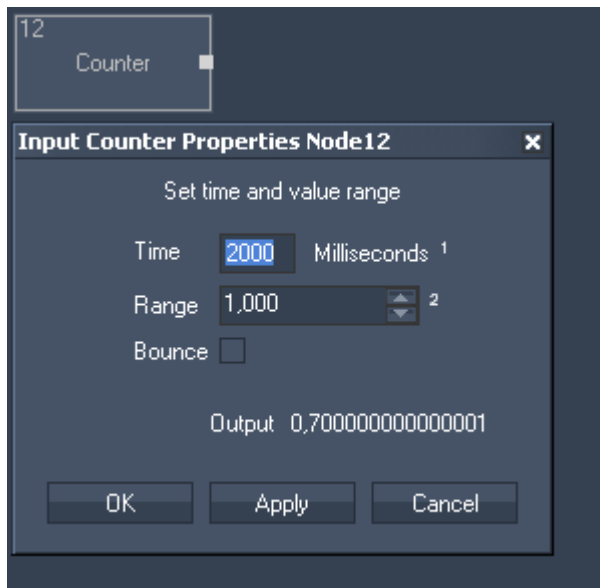 12
Counter
Input Counter Properties Node12
Set time and value range
Time 2000 Milliseconds 1
Range 1,000 2
Bounce
Output 0,700000000000001
OK Apply Cancel